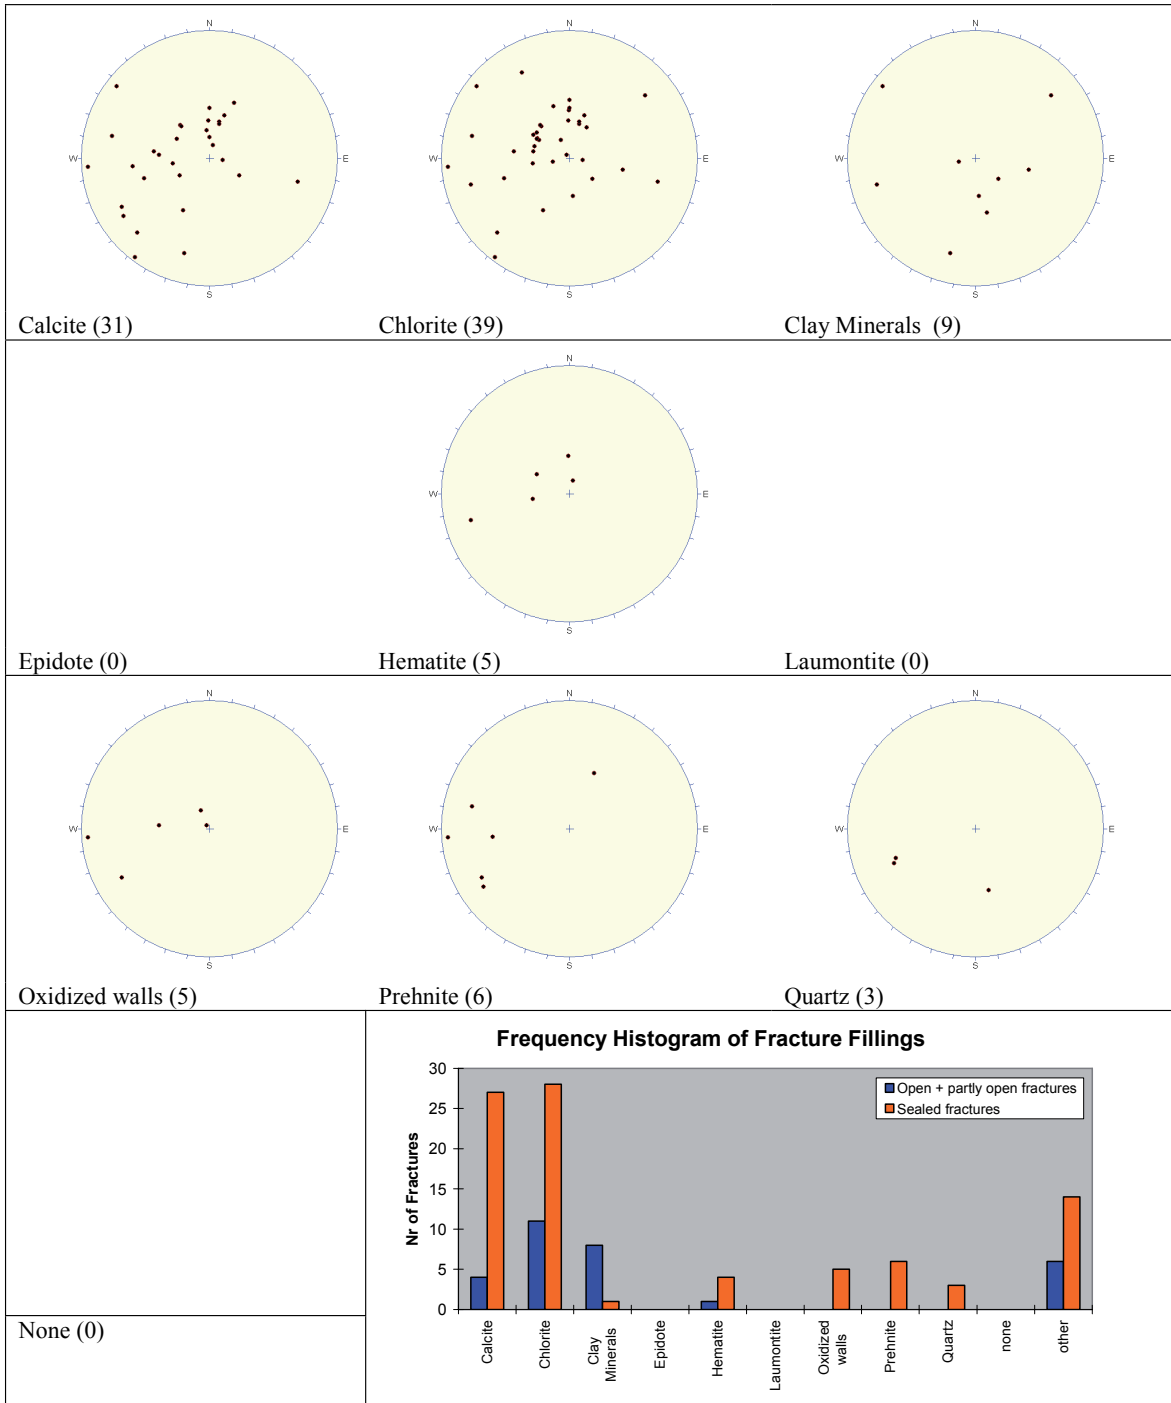 N
N
N
W
E
W
E
W
E
S
S
S
Calcite (31)
Chlorite (39)
Clay Minerals (9)
N
W
E
S
Epidote (0)
Hematite (5)
Laumontite (0)
N
N
N
W
E
W
E
W
E
S
S
S
Oxidized walls (5)
Prehnite (6)
Quartz (3)
None (0)
Frequency Histogram of Fracture Fillings
Nr of Fractures
30
25
20
15
10
5
0
Open + partly open fractures
Sealed fractures
Calcite
Chlorite
Clay
Minerals
Epidote
Hematite
Laumontite
Oxidized
walls
Prehnite
Quartz
none
other